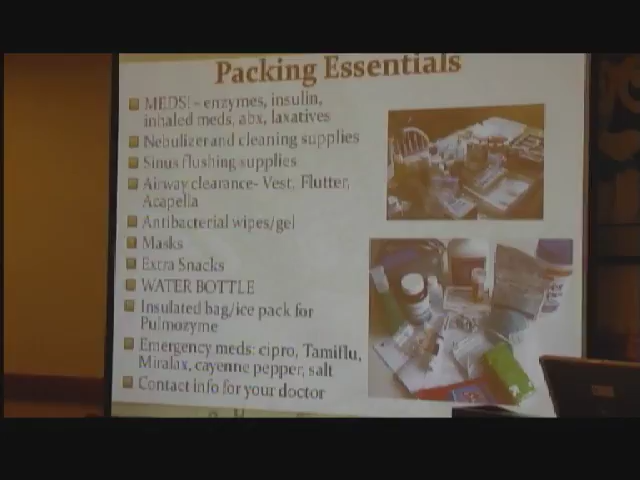 Packing Essentials
MEDS! - enzymes, insulin,
inhaled meds, abx, laxatives
Nebulizer and cleaning supplies
Sinus flushing supplies
Airway clearance- Vest, Flutter,
Acapella
Antibacterial wipes/gel
Masks
Extra Snacks
WATER BOTTLE
Insulated bag/ice pack for
Pulmozyme
Emergency meds: cipro, Tamiflu,
Miralax, cayenne pepper, salt
Contact info for your doctor